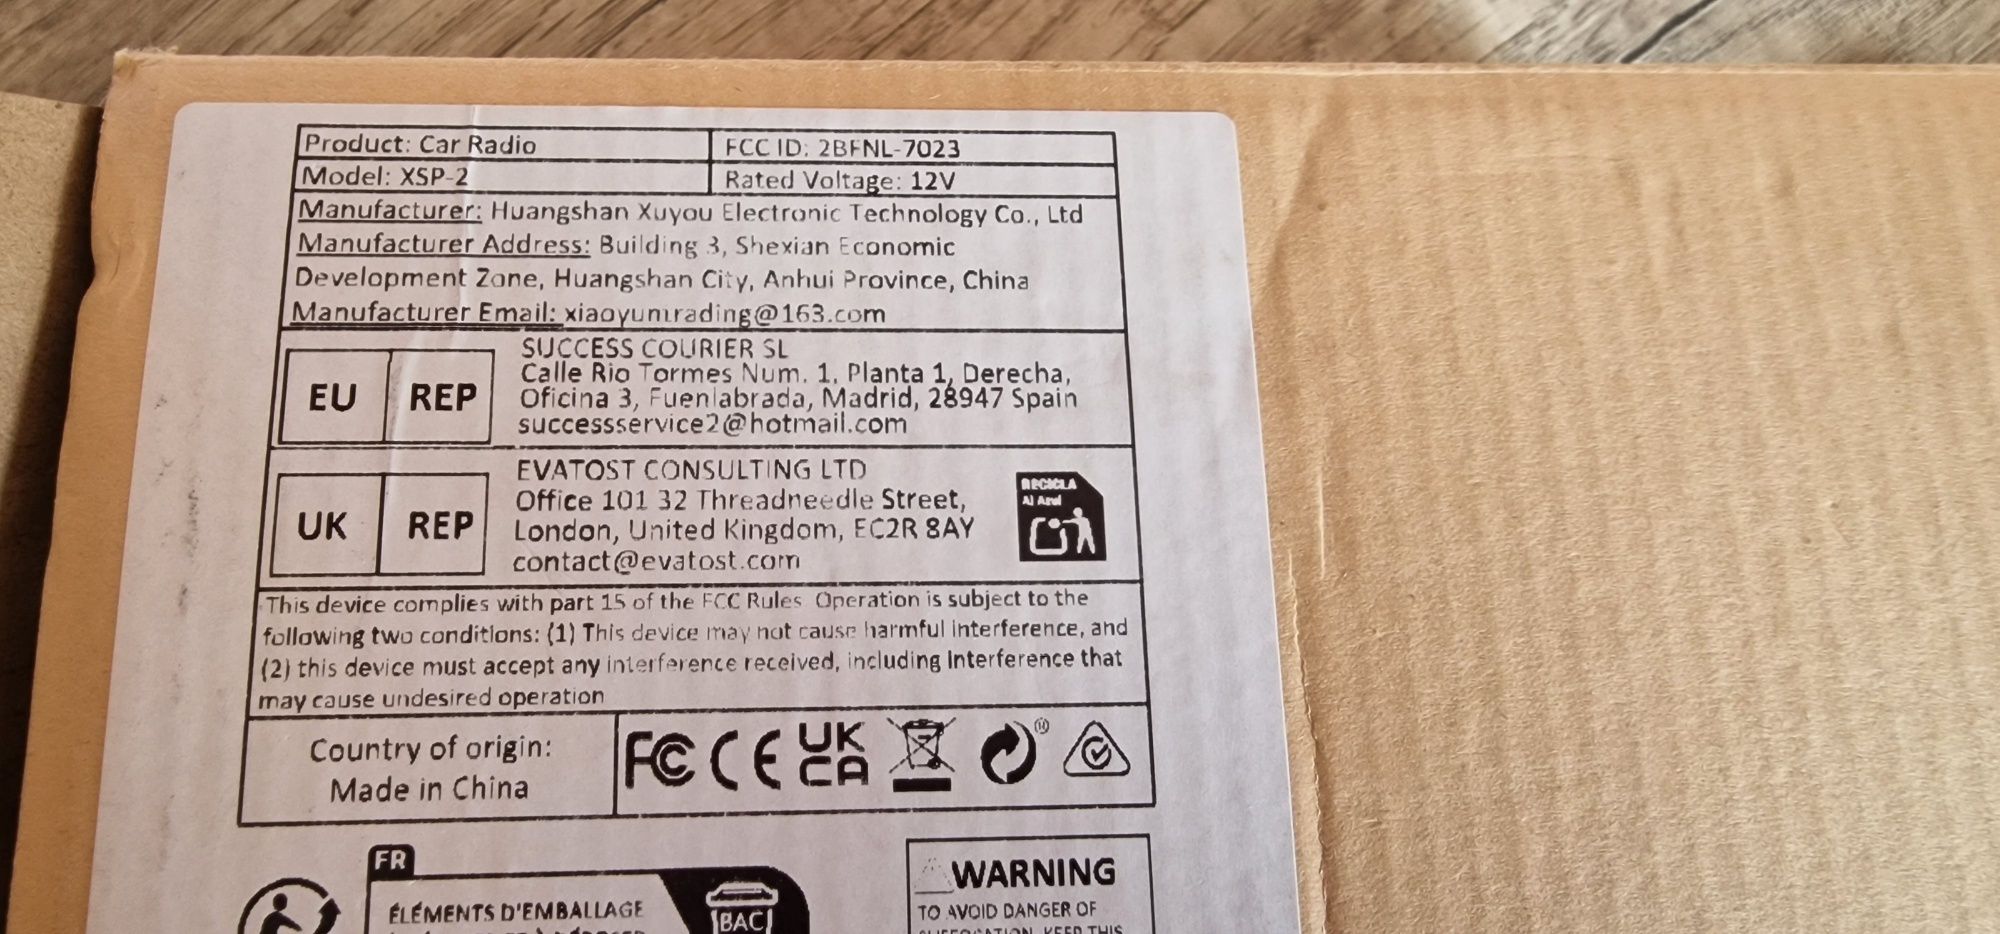 Product: Car Radio
FCC ID: 2BFNL-7023
Model: XSP-2
Rated Voltage: 12V
Manufacturer: Huangshan Xuyou Electronic Technology Co., Ltd
Manufacturer Address: Building 3, Shexian Economic
Development Zone, Huangshan City, Anhui Province, China
Manufacturer Email: xiaoyuntrading@163.com
EU REP
SUCCESS COURIER SL
Calle Rio Tormes Num. 1, Planta 1, Derecha,
Oficina 3, Fuenlabrada, Madrid, 28947 Spain
successservice2@hotmail.com
UK REP
EVATOST CONSULTING LTD
Office 101 32 Threadneedle Street,
London, United Kingdom, EC2R 8AY
contact@evatost.com
RECICLA
Al Azul
This device complies with part 15 of the FCC Rules Operation is subject to the
following two conditions: (1) This device may not cause harmful interference, and
(2) this device must accept any interference received, including Interference that
may cause undesired operation
Country of origin:
Made in China
FC CE UK CA ®
FR
ÉLÉMENTS D'EMBALLAGE
BAC
WARNING
TO AVOID DANGER OF
SUFFOCATION, KEEP THIS